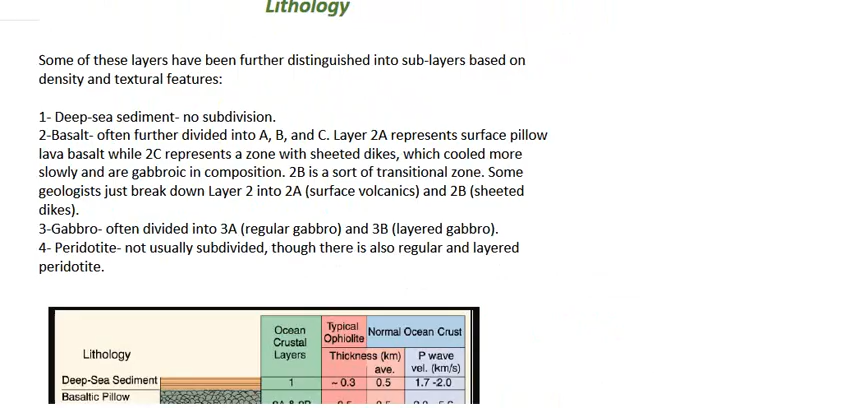 Lithology
Some of these layers have been further distinguished into sub-layers based on
density and textural features:
1- Deep-sea sediment- no subdivision.
2-Basalt- often further divided into A, B, and C. Layer 2A represents surface pillow
lava basalt while 2C represents a zone with sheeted dikes, which cooled more
slowly and are gabbroic in composition. 2B is a sort of transitional zone. Some
geologists just break down Layer 2 into 2A (surface volcanics) and 2B (sheeted
dikes).
3-Gabbro- often divided into 3A (regular gabbro) and 3B (layered gabbro).
4- Peridotite- not usually subdivided, though there is also regular and layered
peridotite.
Lithology
Ocean
Crustal
Layers
Typical
Ophiolite
Normal Ocean Crust
Thickness (km)
ave.
P wave
vel. (km/s)
Deep-Sea Sediment
1
~ 0.3
0.5
1.7 -2.0
Basaltic Pillow